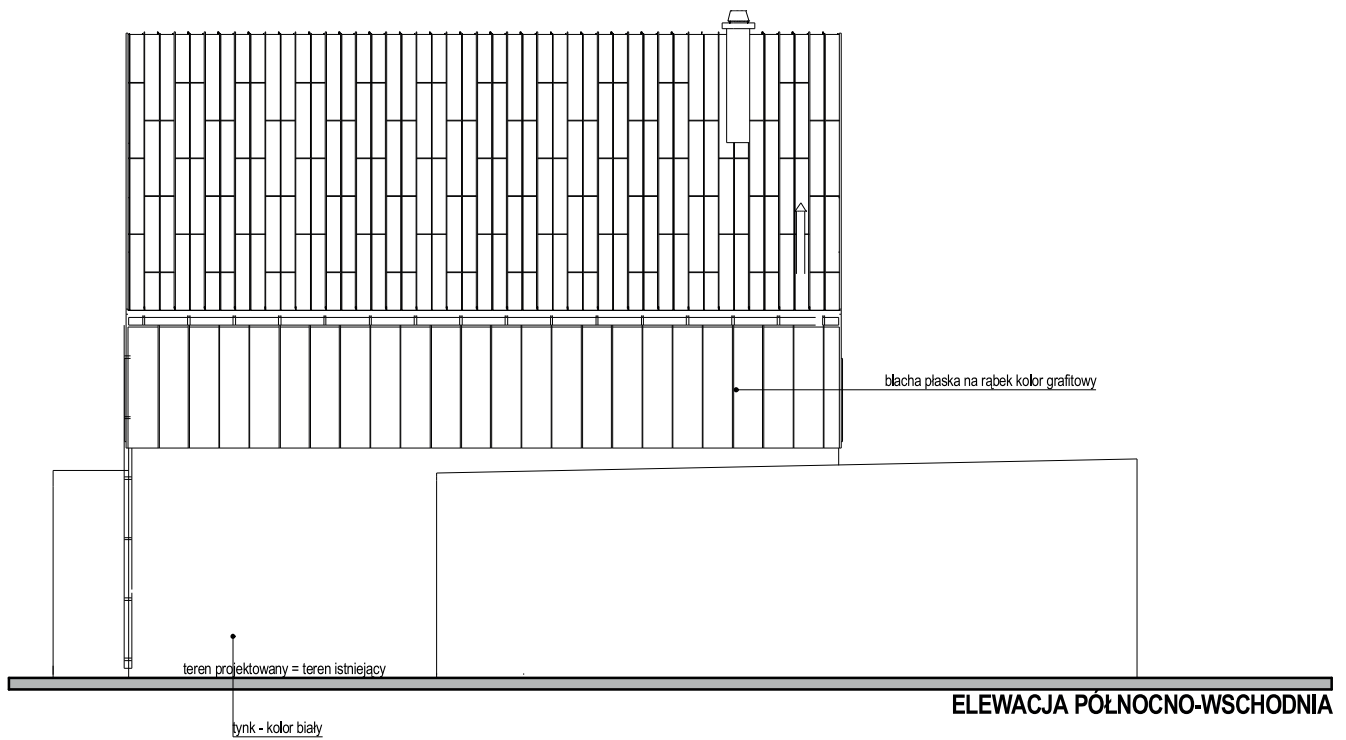 blacha płaska na rąbek kolor grafitowy
teren projektowany = teren istniejący
ELEWACJA PÓŁNOCNO-WSCHODNIA
tynk - kolor biały